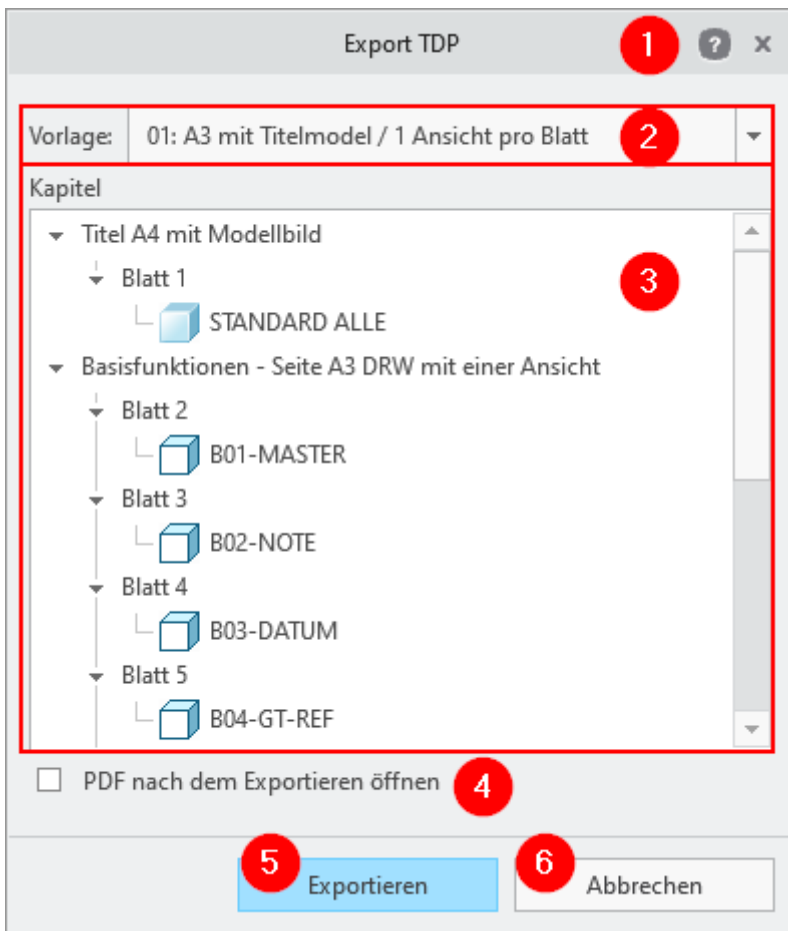 Export TDP 1 ? ×
Vorlage: 01: A3 mit Titelmodel / 1 Ansicht pro Blatt 2
Kapitel
Titel A4 mit Modellbild
Blatt 1 3
STANDARD ALLE
Basisfunktionen - Seite A3 DRW mit einer Ansicht
Blatt 2
B01-MASTER
Blatt 3
B02-NOTE
Blatt 4
B03-DATUM
Blatt 5
B04-GT-REF
PDF nach dem Exportieren öffnen 4
5 Exportieren 6 Abbrechen